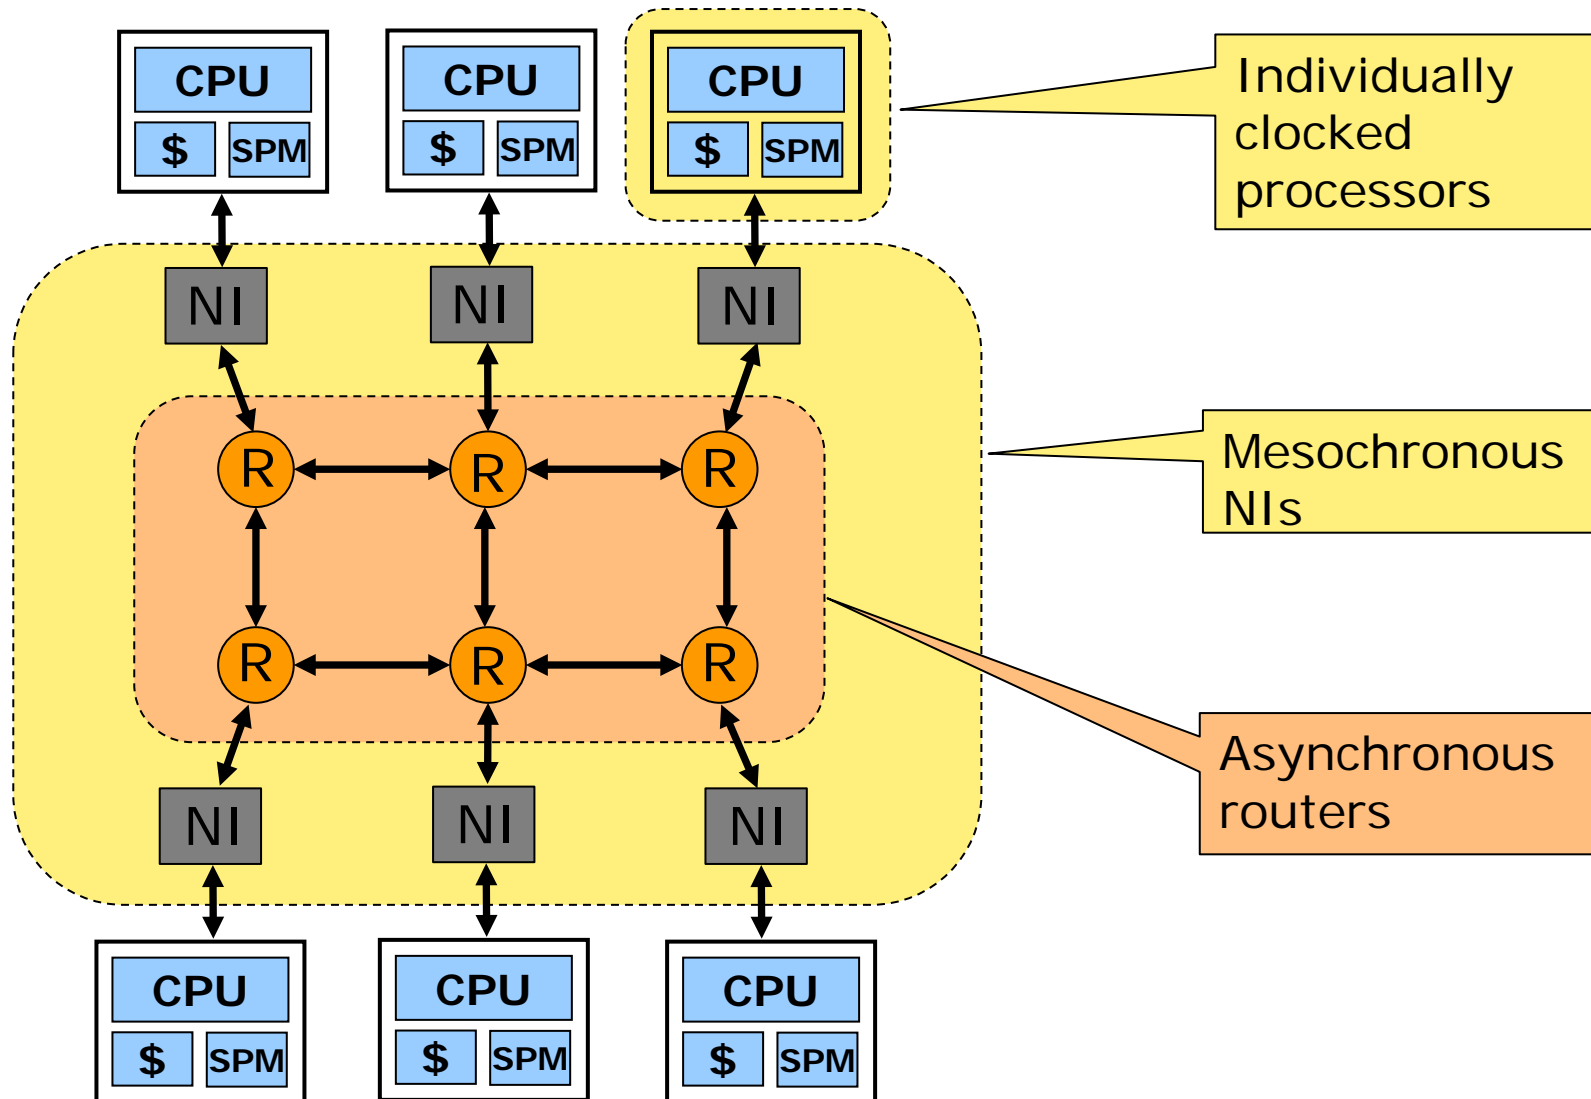 CPU
$ SPM
CPU
$ SPM
CPU
$ SPM
Individually
clocked
processors
NI
NI
NI
Mesochronous
NIs
R
R
R
R
R
R
Asynchronous
routers
NI
NI
NI
CPU
$ SPM
CPU
$ SPM
CPU
$ SPM